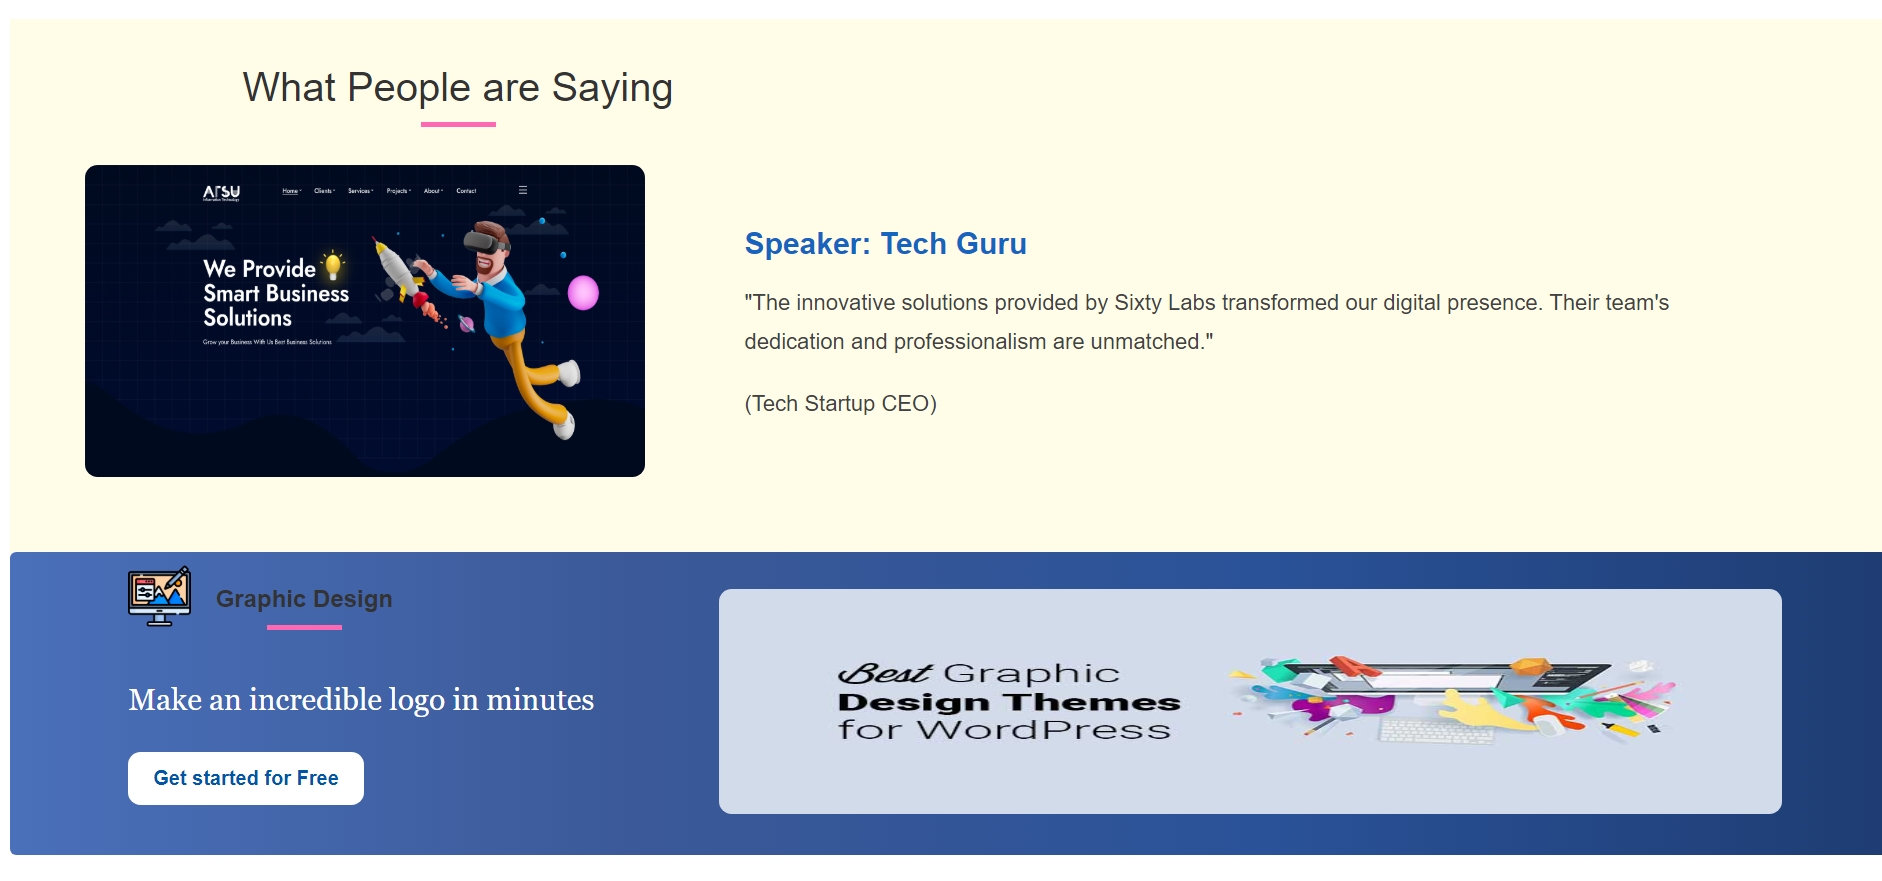 What People are Saying
ATSU
Information Technology
Home Clients Services Projects About Contact
We Provide
Smart Business
Solutions
Grow your Business With Us Best Business Solutions
Speaker: Tech Guru
"The innovative solutions provided by Sixty Labs transformed our digital presence. Their team's
dedication and professionalism are unmatched."
(Tech Startup CEO)
Graphic Design
Make an incredible logo in minutes
Get started for Free
Best Graphic
Design Themes
for WordPress